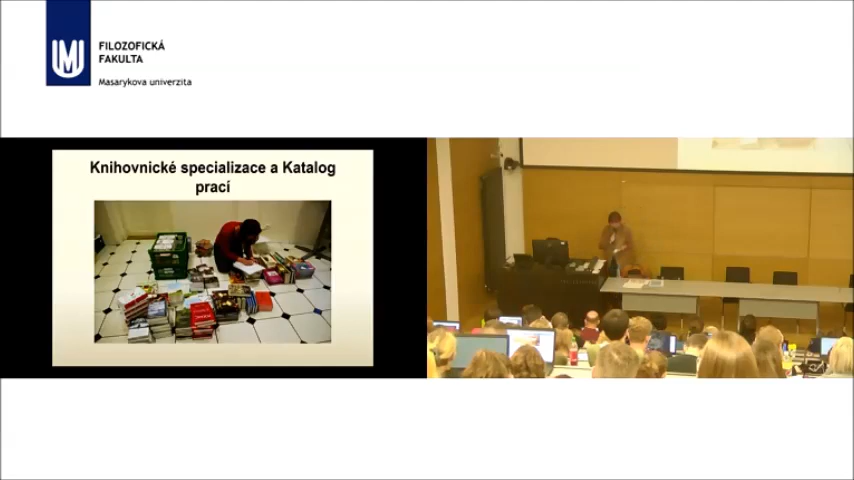 FILOZOFICKÁ
FAKULTA
Masarykova univerzita
Knihovnické specializace a Katalog
prací